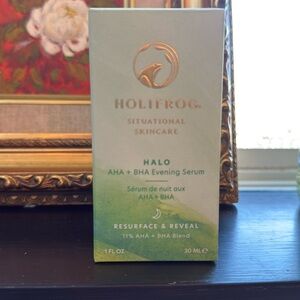 HOLIFROG®
SITUATIONAL
SKINCARE
HALO
AHA + BHA Evening Serum
Sérum de nuit aux
AHA + BHA
RESURFACE & REVEAL
11% AHA + BHA Blend
1 FL OZ
30 ML ℮